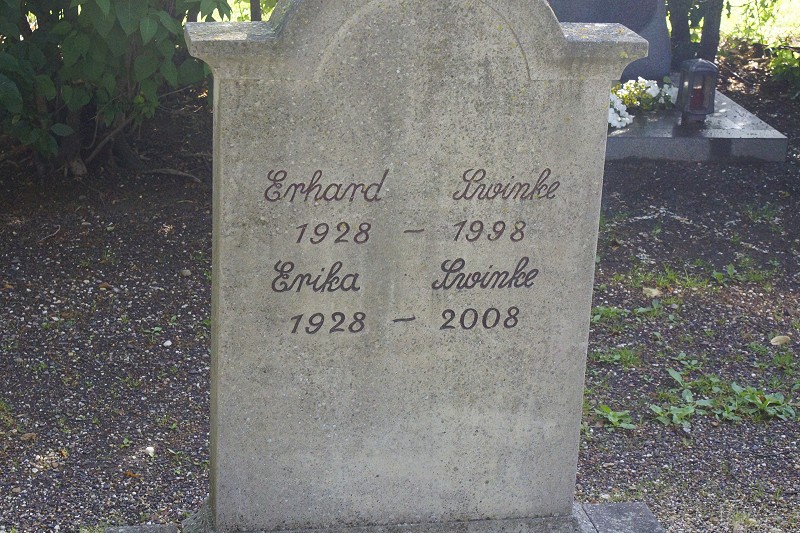 Erhard Swinke
1928 – 1998
Erika Swinke
1928 – 2008